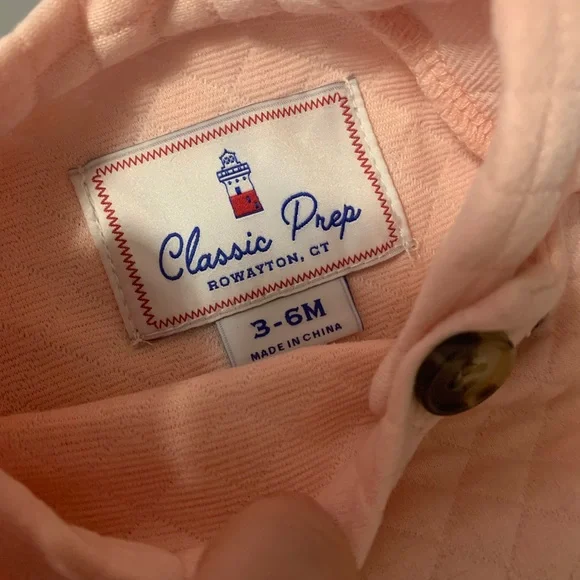 Classic Prep
ROWAYTON, CT
3-6M
MADE IN CHINA